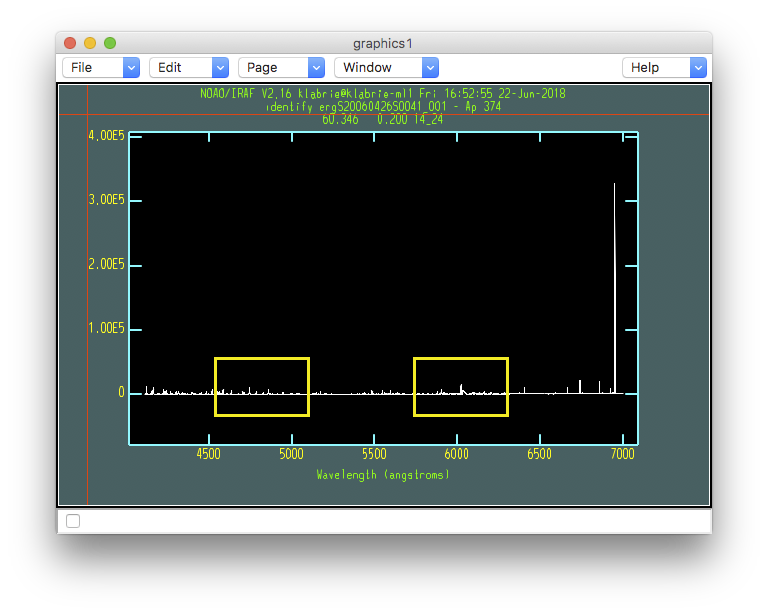 graphics1
File Edit Page Window Help
NOAO/IRAF V2.16 klabrie@klabrie-ml1 Fri 16:52:55 22-Jun-2018
identify ergS20060426S0041_001 - Ap 374
60.346 0.200 14_24
4.00E5
3.00E5
2.00E5
1.00E5
0
4500 5000 5500 6000 6500 7000
Wavelength (angstroms)